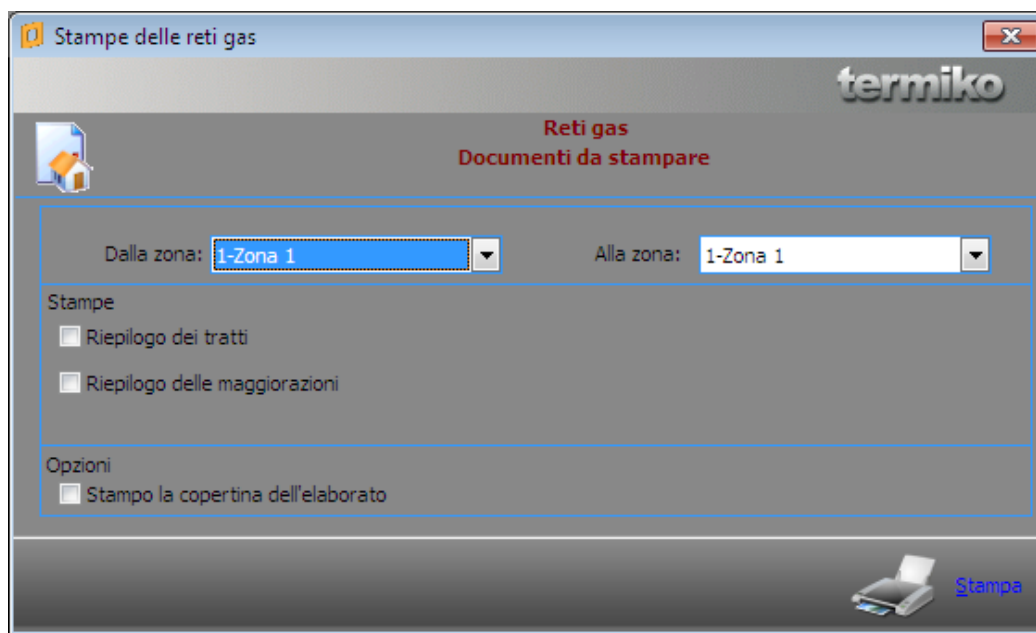 Stampe delle reti gas
termiko
Reti gas
Documenti da stampare
Dalla zona: 1-Zona 1 Alla zona: 1-Zona 1
Stampe
Riepilogo dei tratti
Riepilogo delle maggiorazioni
Opzioni
Stampo la copertina dell'elaborato
Stampa